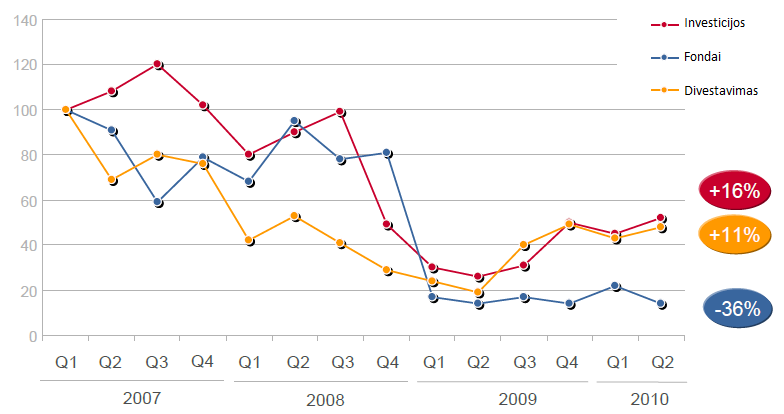 140
120
100
80
60
40
20
0
Investicijos
Fondai
Divestavimas
+16%
+11%
-36%
Q1 Q2 Q3 Q4 Q1 Q2 Q3 Q4 Q1 Q2 Q3 Q4 Q1 Q2
2007 2008 2009 2010